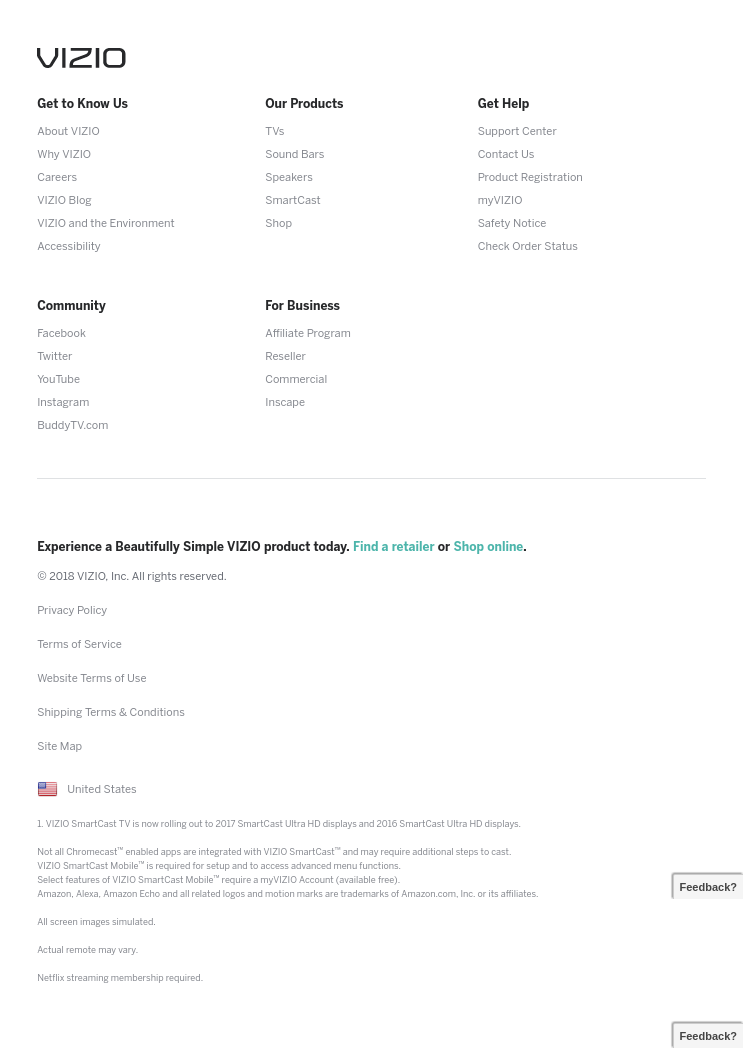 VIZIO
Get to Know Us
About VIZIO
Why VIZIO
Careers
VIZIO Blog
VIZIO and the Environment
Accessibility
Our Products
TVs
Sound Bars
Speakers
SmartCast
Shop
Get Help
Support Center
Contact Us
Product Registration
myVIZIO
Safety Notice
Check Order Status
Community
Facebook
Twitter
YouTube
Instagram
BuddyTV.com
For Business
Affiliate Program
Reseller
Commercial
Inscape
Experience a Beautifully Simple VIZIO product today. Find a retailer or Shop online.
© 2018 VIZIO, Inc. All rights reserved.
Privacy Policy
Terms of Service
Website Terms of Use
Shipping Terms & Conditions
Site Map
United States
1. VIZIO SmartCast TV is now rolling out to 2017 SmartCast Ultra HD displays and 2016 SmartCast Ultra HD displays.
Not all Chromecast™ enabled apps are integrated with VIZIO SmartCast™ and may require additional steps to cast.
VIZIO SmartCast Mobile™ is required for setup and to access advanced menu functions.
Select features of VIZIO SmartCast Mobile™ require a myVIZIO Account (available free).
Amazon, Alexa, Amazon Echo and all related logos and motion marks are trademarks of Amazon.com, Inc. or its affiliates.
Feedback?
All screen images simulated.
Actual remote may vary.
Netflix streaming membership required.
Feedback?